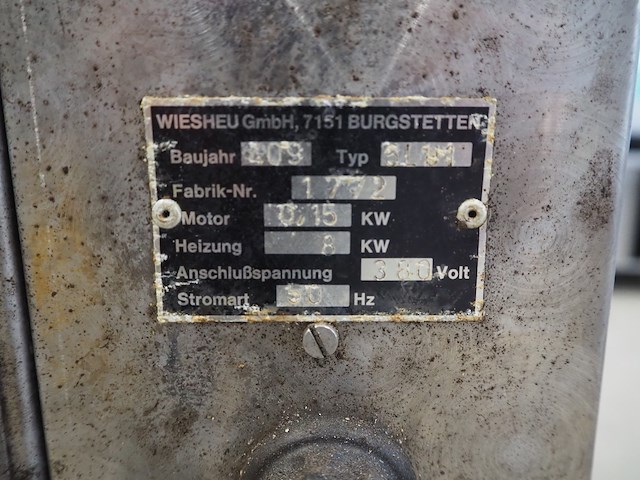 WIESHEU GmbH, 7151 BURGSTETTEN
Baujahr Typ
Fabrik-Nr. 1772
Motor 0,15 KW
Heizung 8 KW
Anschlußspannung 380 Volt
Stromart 50 Hz